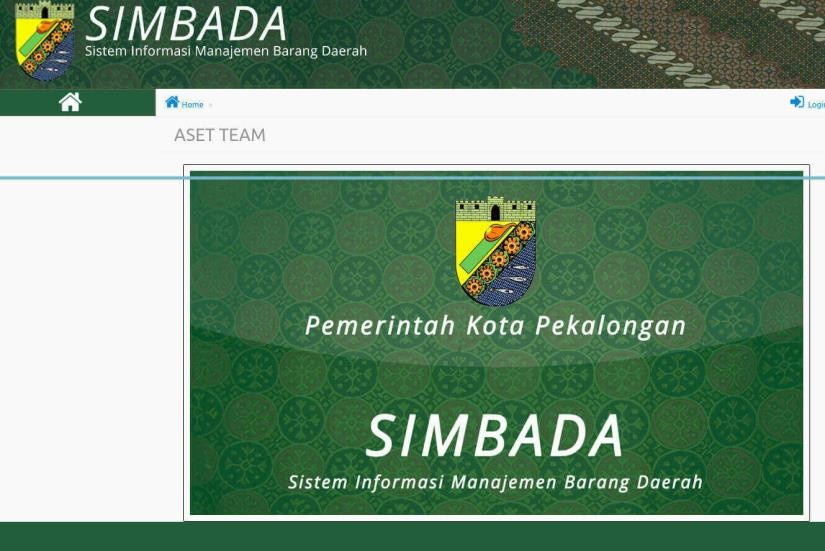 SIMBADA
Sistem Informasi Manajemen Barang Daerah
Home
Login
ASET TEAM
Pemerintah Kota Pekalongan
SIMBADA
Sistem Informasi Manajemen Barang Daerah